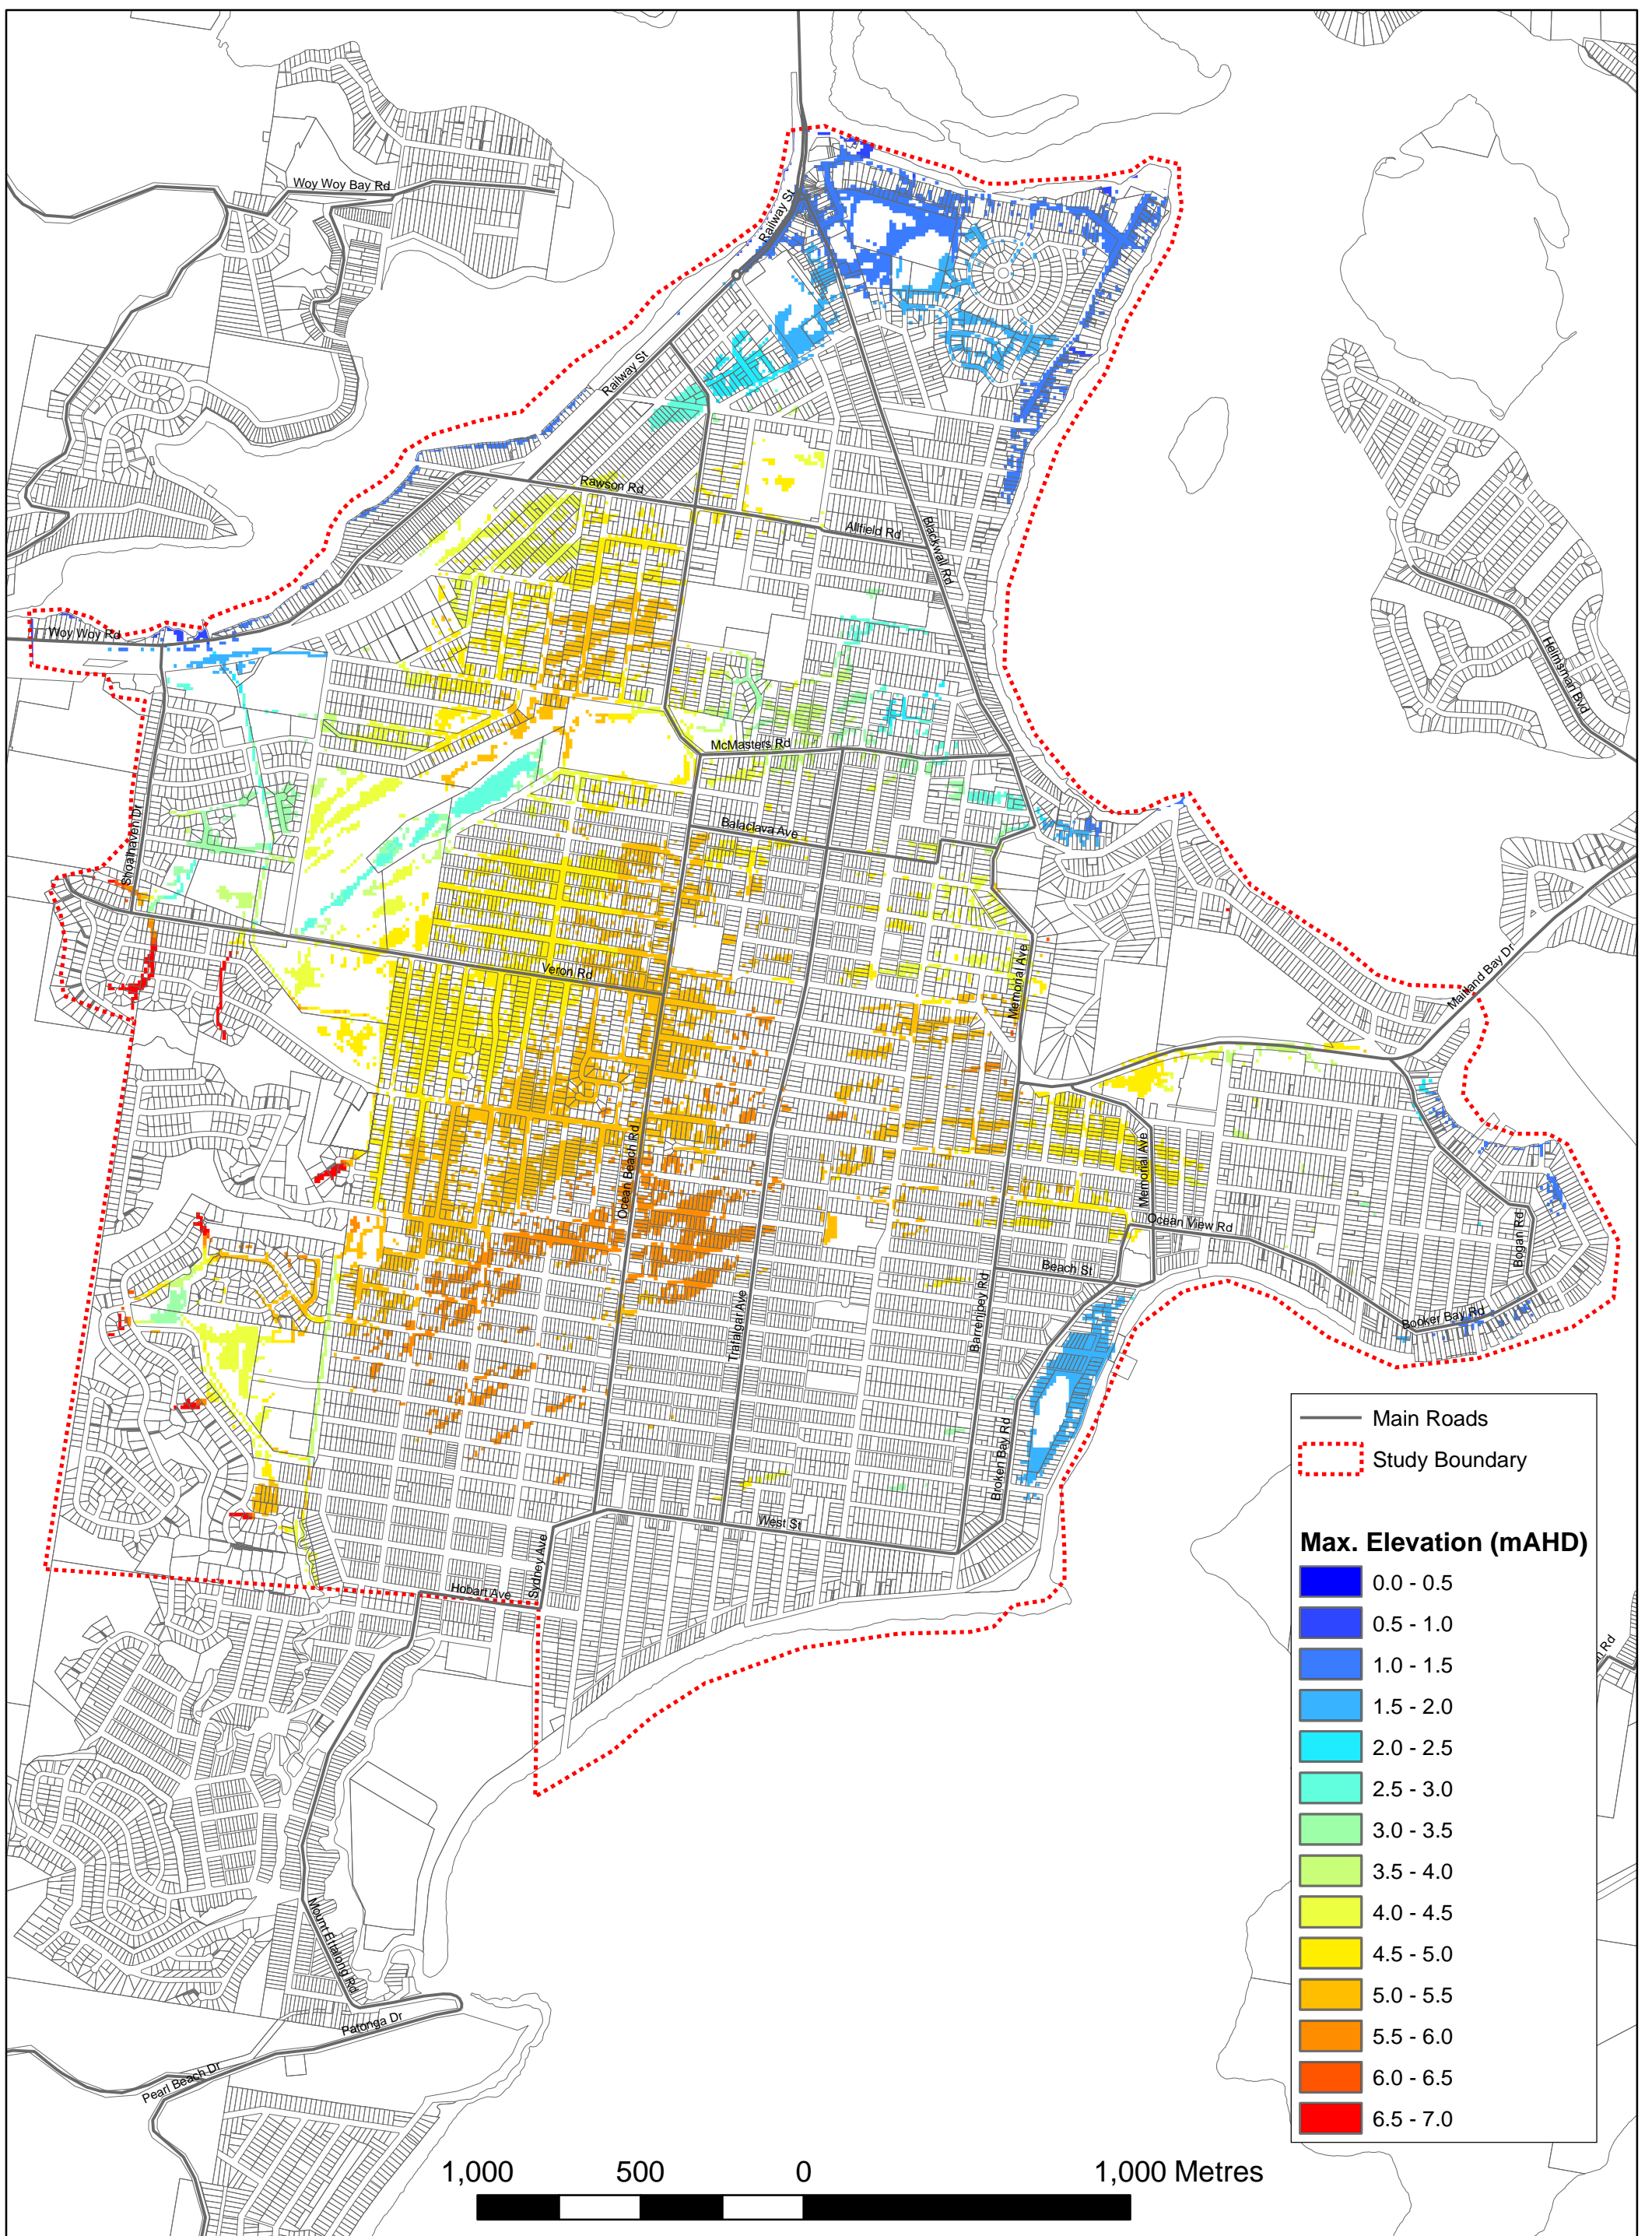 Woy Woy Bay Rd
Railway St
Railway St
Rawson Rd
Allfield Rd
Blackwall Rd
Woy Woy Rd
Helmsman Blvd
McMasters Rd
Shoalhaven Dr
Balaclava Ave
Veron Rd
Memorial Ave
Maitland Bay Dr
Ocean Beach Rd
Memorial Ave
Ocean View Rd
Bogan Rd
Beach St
Trafalgar Ave
Barrenjoey Rd
Booker Bay Rd
Broken Bay Rd
West St
Sydney Ave
Hobart Ave
Mount Ettalong Rd
Patonga Dr
Pearl Beach Dr
Main Roads
Study Boundary
Max. Elevation (mAHD)
0.0 - 0.5
0.5 - 1.0
1.0 - 1.5
1.5 - 2.0
2.0 - 2.5
2.5 - 3.0
3.0 - 3.5
3.5 - 4.0
4.0 - 4.5
4.5 - 5.0
5.0 - 5.5
5.5 - 6.0
6.0 - 6.5
6.5 - 7.0
Rd
1,000 500 0 1,000 Metres